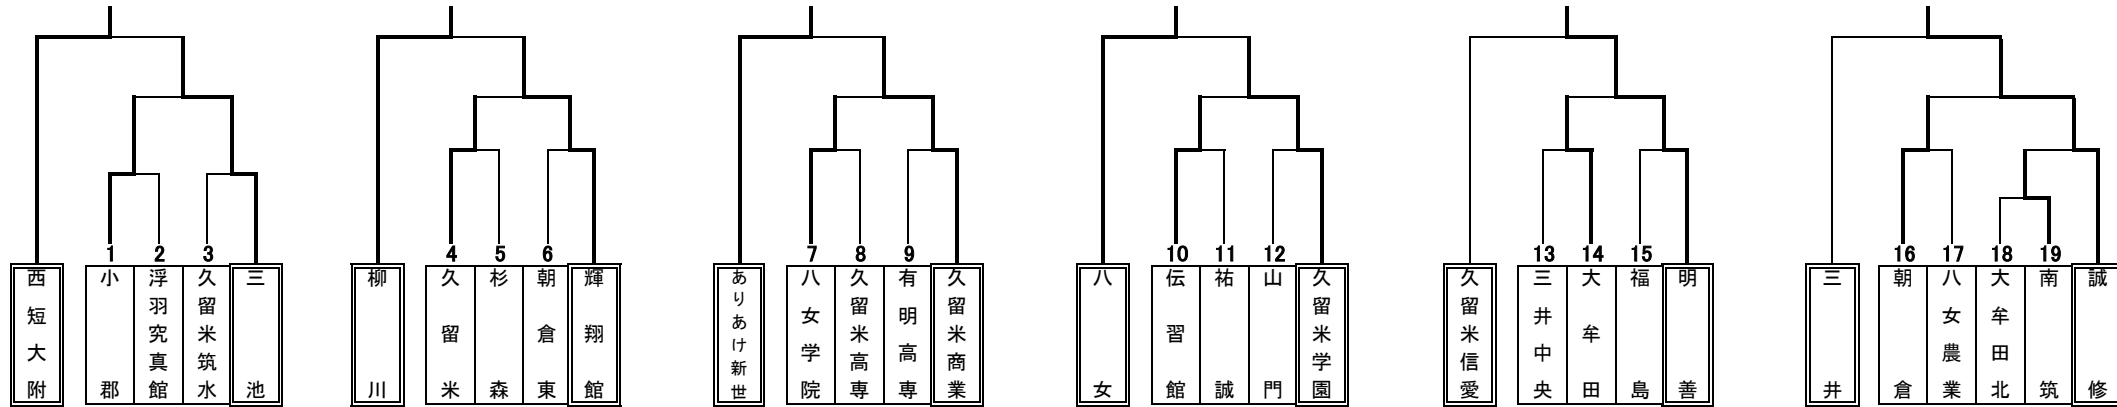 1 2 3
4 5 6
7 8 9
10 11 12
13 14 15
16 17 18 19
西短大附
小郡
浮羽究真館
久留米筑水
三池
柳川
久留米
杉森
朝倉東
輝翔館
ありあけ新世
八女学院
久留米高専
有明高専
久留米商業
八女
伝習館
祐誠
山門
久留米学園
久留米信愛
三井中央
大牟田
福島
明善
三井
朝倉
八女農業
大牟田北
南筑
誠修